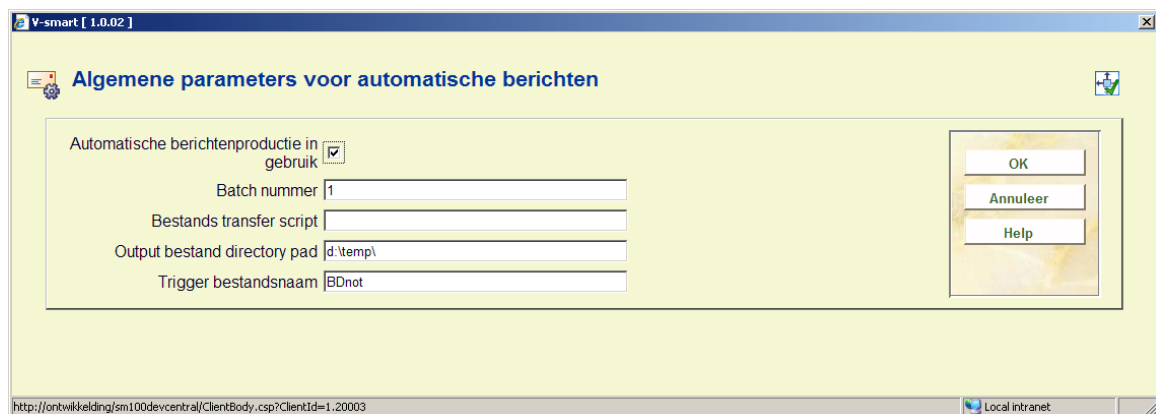 V-smart [ 1.0.02 ]
Algemene parameters voor automatische berichten
Automatische berichtenproductie in
gebruik
Batch nummer 1
Bestands transfer script
Output bestand directory pad d:\temp\
Trigger bestandsnaam BDnot
OK
Annuleer
Help
http://ontwikkelding/sm100devcentral/ClientBody.csp?ClientId=1.20003 Local intranet